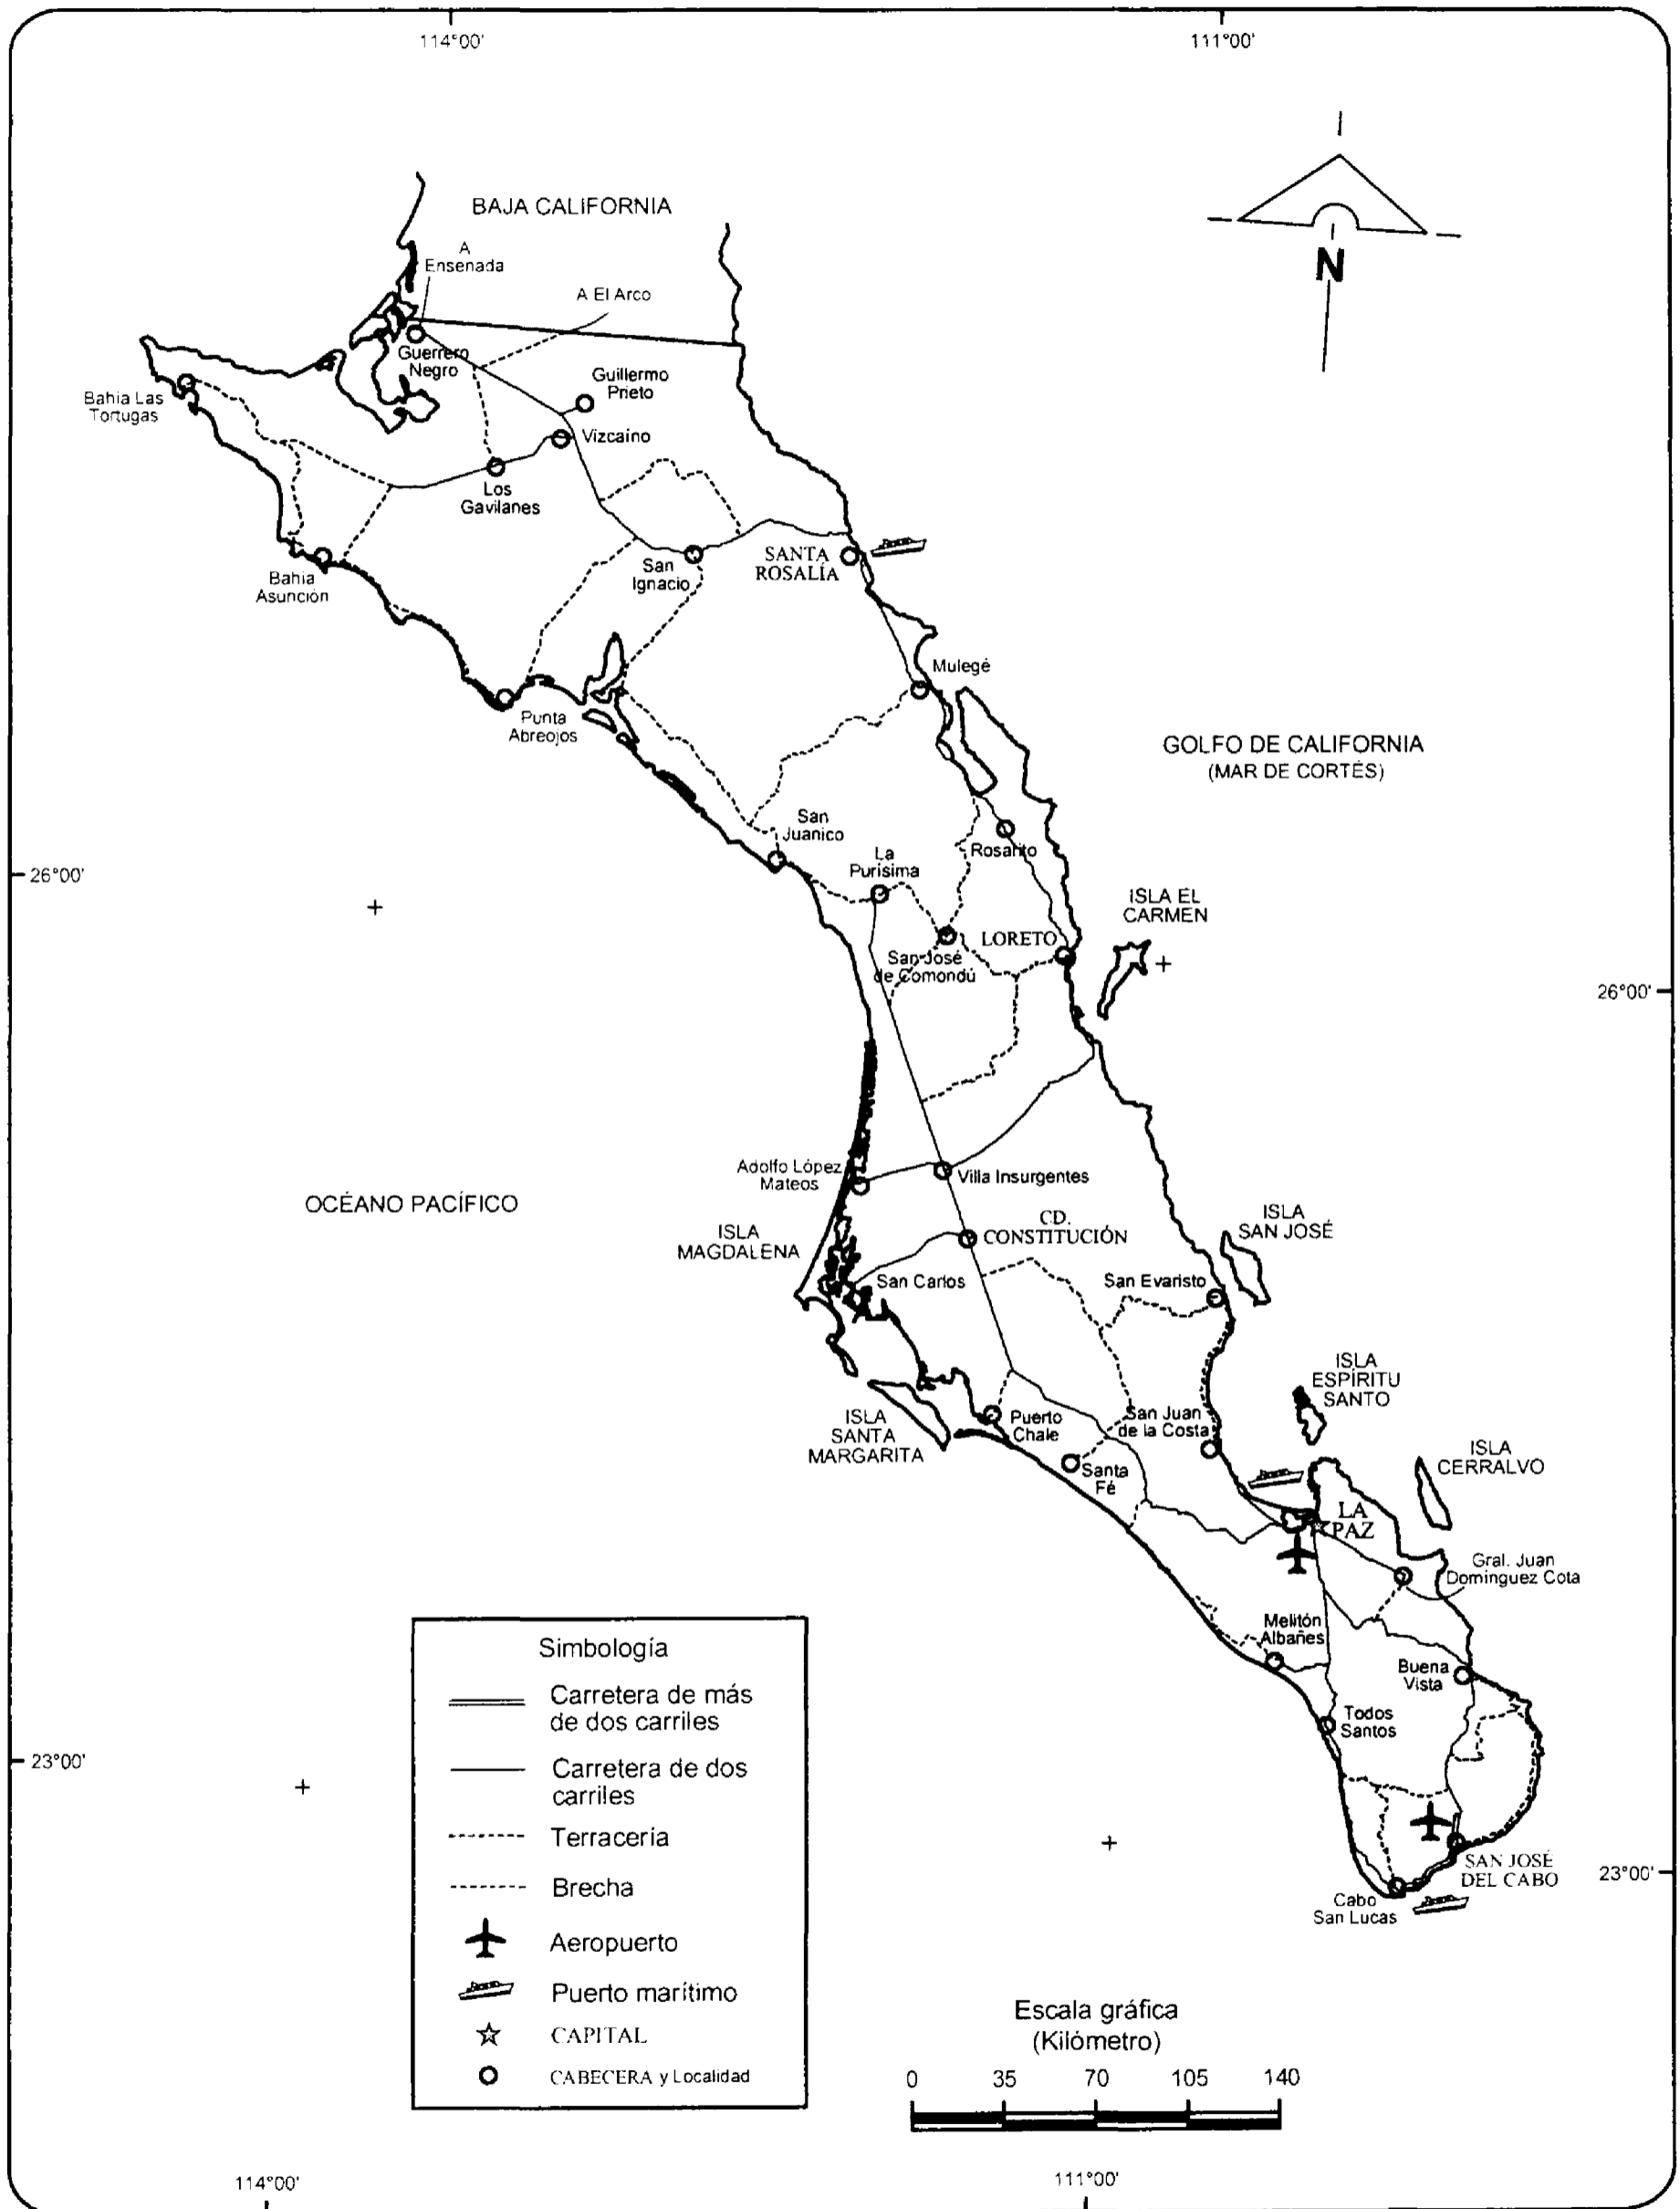 114°00'
111°00'
BAJA CALIFORNIA
A
Ensenada
A El Arco
N
Guerrero
Negro
Guillermo
Prieto
Bahía Las
Tortugas
Vizcaíno
Los
Gavilanes
San
Ignacio
SANTA
ROSALÍA
Bahía
Asunción
Mulegé
Punta
Abreojos
GOLFO DE CALIFORNIA
(MAR DE CORTÉS)
San
Juanico
Rosarito
La
Purísima
26°00'
ISLA EL
CARMEN
LORETO
San José
de Comondú
26°00'
Adolfo López
Mateos
Villa Insurgentes
OCÉANO PACÍFICO
ISLA
MAGDALENA
CD.
CONSTITUCIÓN
ISLA
SAN JOSÉ
San Carlos
San Evaristo
ISLA
ESPÍRITU
SANTO
ISLA
SANTA
MARGARITA
Puerto
Chale
San Juan
de la Costa
Santa
Fé
ISLA
CERRALVO
LA
PAZ
Gral. Juan
Domínguez Cota
Melitón
Albañes
Buena
Vista
Todos
Santos
23°00'
SAN JOSÉ
DEL CABO
23°00'
Cabo
San Lucas
Simbología
Carretera de más
de dos carriles
Carretera de dos
carriles
Terracería
Brecha
Aeropuerto
Puerto marítimo
CAPITAL
CABECERA y Localidad
Escala gráfica
(Kilómetro)
0 35 70 105 140
114°00'
111°00'